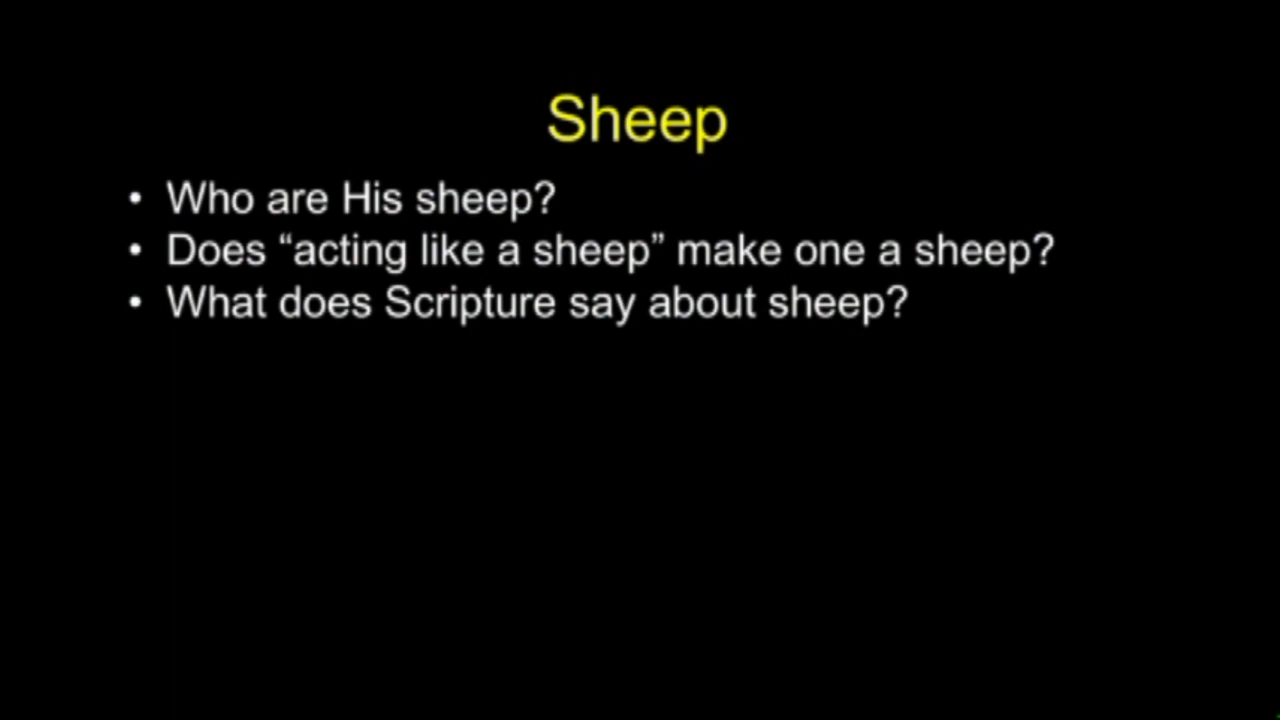 Sheep
• Who are His sheep?
• Does “acting like a sheep” make one a sheep?
• What does Scripture say about sheep?